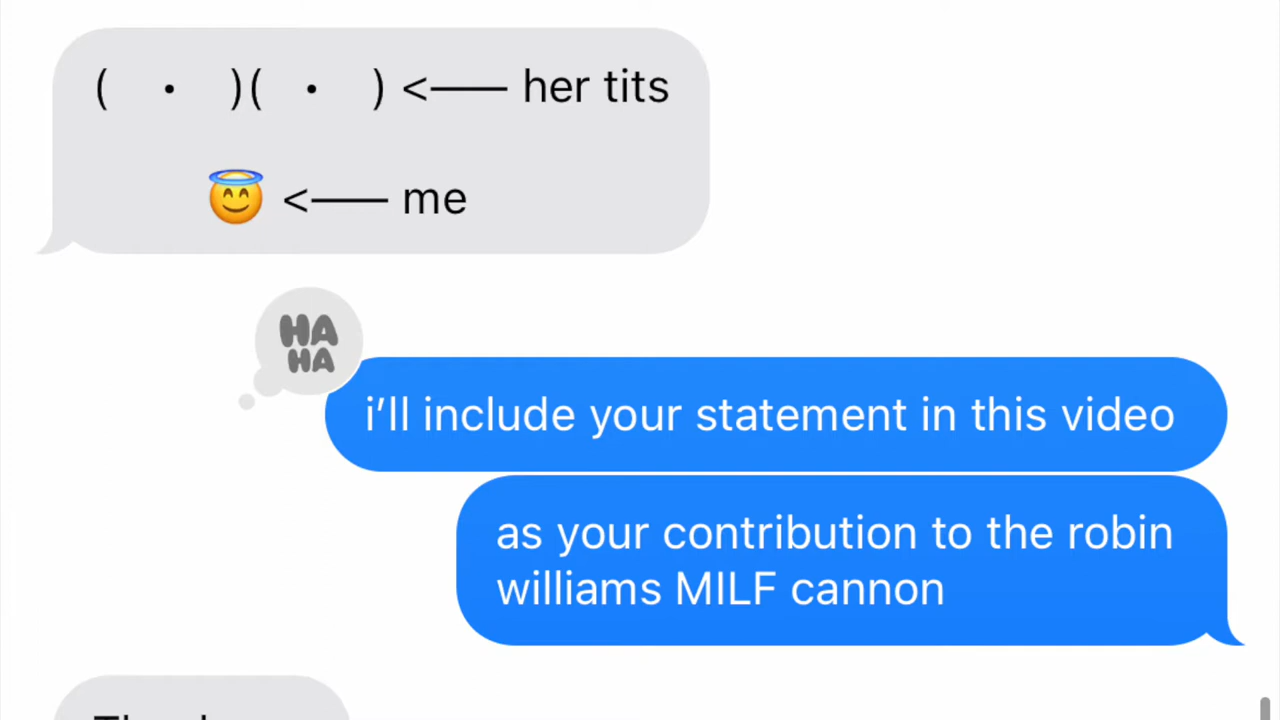 ( • )( • ) <—— her tits
😇 <—— me
HA
HA
i’ll include your statement in this video
as your contribution to the robin
williams MILF cannon